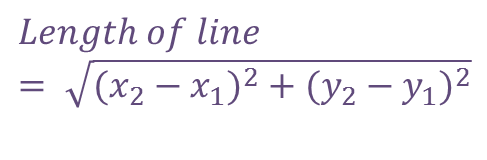 Length of line
= √(x₂ − x₁)² + (y₂ − y₁)²